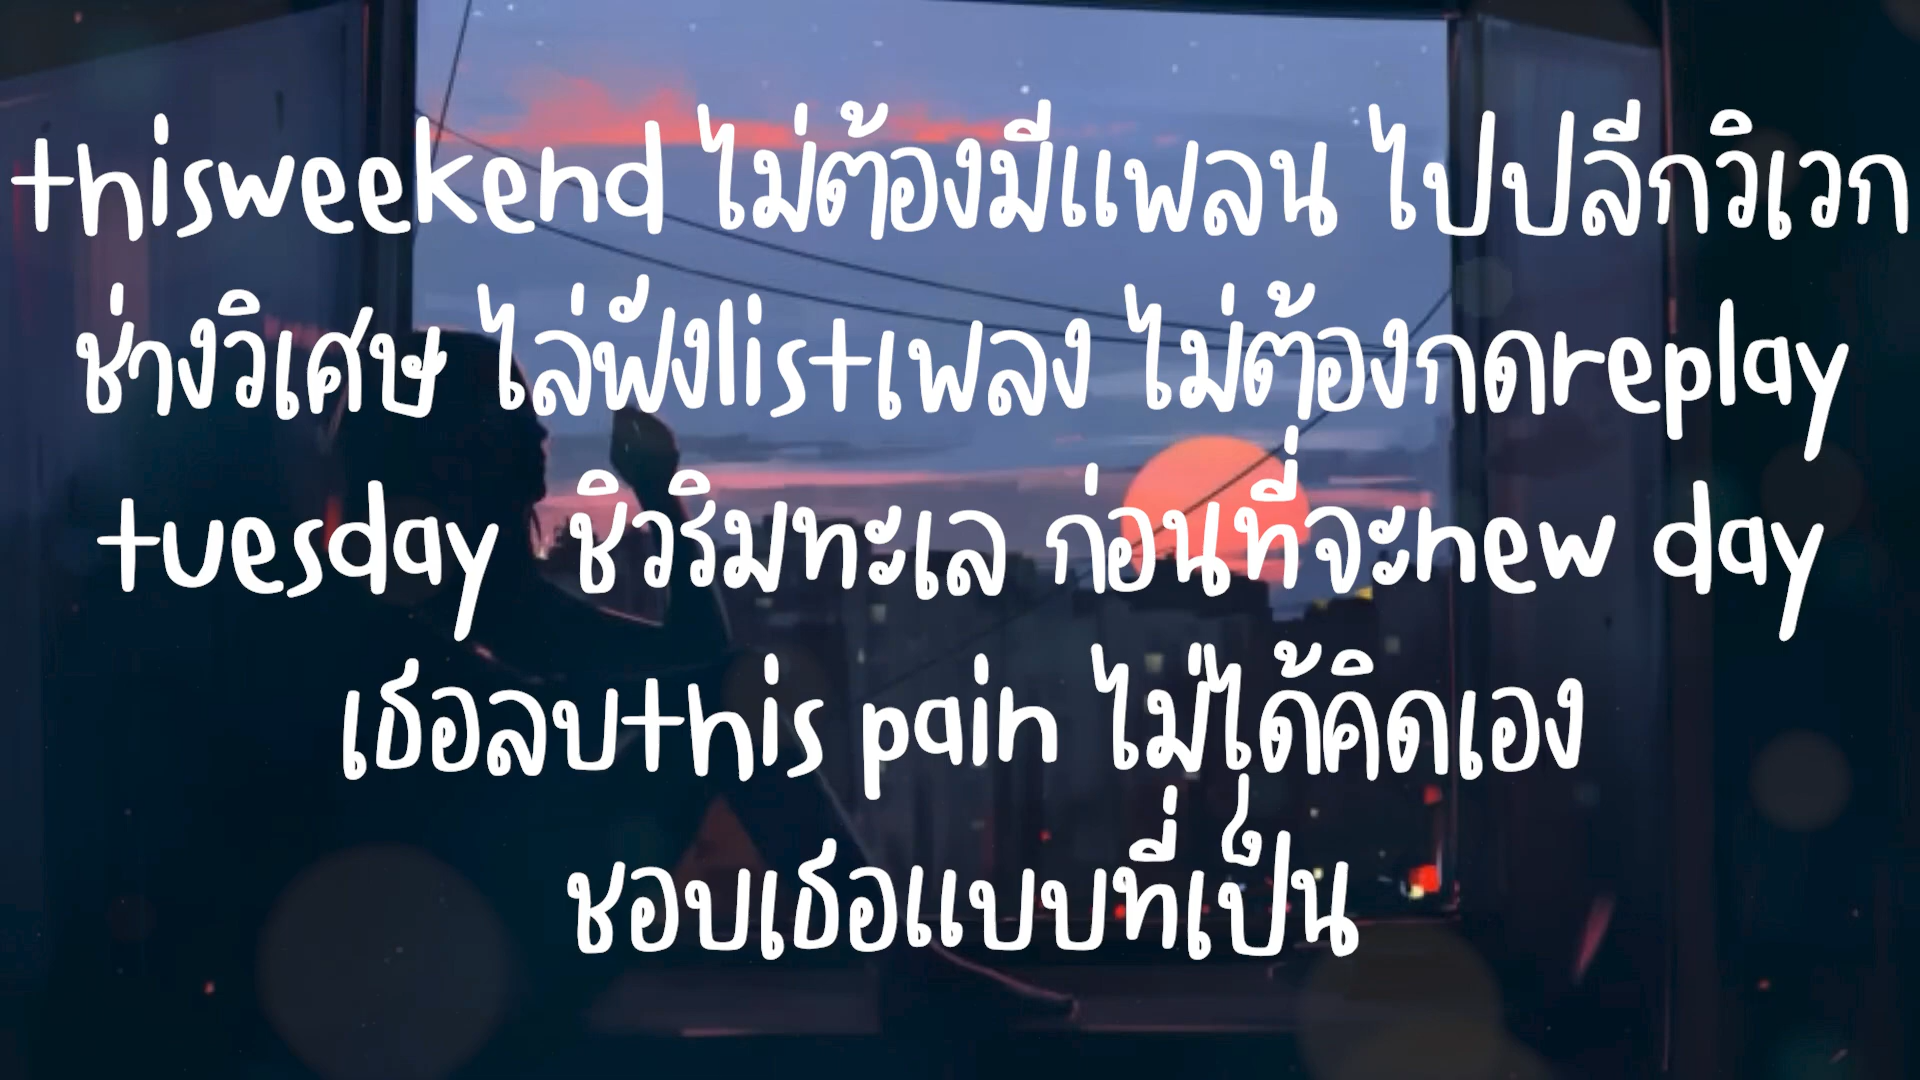 thisweekend ไม่ต้องมีแพลน ไปปลีกวิเวก
ช่างวิเศษ ไล่ฟังlistเพลง ไม่ต้องกดreplay
tuesday ชิวริมทะเล ก่อนที่จะnew day
เธอลบthis pain ไม่ได้คิดเอง
ชอบเธอแบบที่เป็น